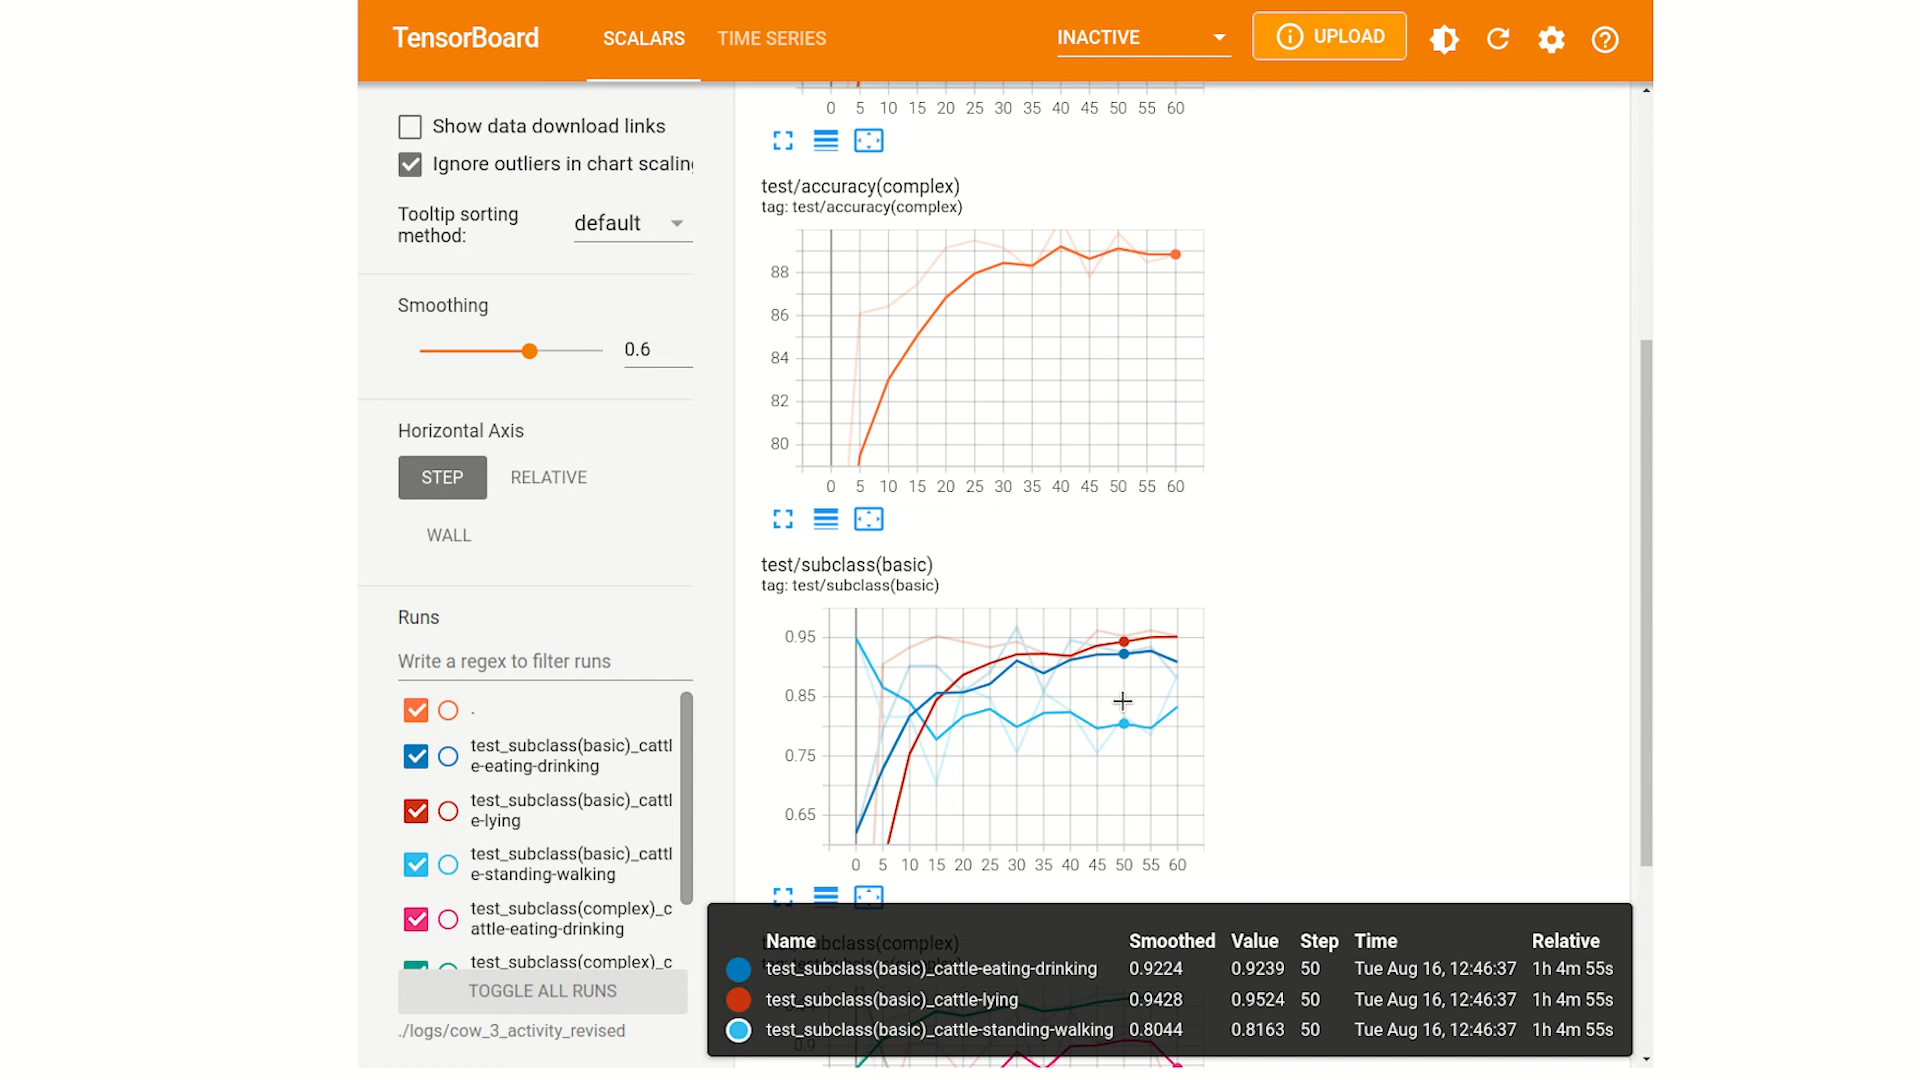 TensorBoard SCALARS TIME SERIES INACTIVE UPLOAD
Show data download links
Ignore outliers in chart scaling
Tooltip sorting
method:
default
Smoothing
0.6
Horizontal Axis
STEP RELATIVE
WALL
Runs
Write a regex to filter runs
.
test_subclass(basic)_cattl
e-eating-drinking
test_subclass(basic)_cattl
e-lying
test_subclass(basic)_cattl
e-standing-walking
test_subclass(complex)_c
attle-eating-drinking
test_subclass(complex)_c
TOGGLE ALL RUNS
./logs/cow_3_activity_revised
0 5 10 15 20 25 30 35 40 45 50 55 60
test/accuracy(complex)
tag: test/accuracy(complex)
88
86
84
82
80
0 5 10 15 20 25 30 35 40 45 50 55 60
test/subclass(basic)
tag: test/subclass(basic)
0.95
0.85
0.75
0.65
0 5 10 15 20 25 30 35 40 45 50 55 60
Name Smoothed Value Step Time Relative
test_subclass(basic)_cattle-eating-drinking 0.9224 0.9239 50 Tue Aug 16, 12:46:37 1h 4m 55s
test_subclass(basic)_cattle-lying 0.9428 0.9524 50 Tue Aug 16, 12:46:37 1h 4m 55s
test_subclass(basic)_cattle-standing-walking 0.8044 0.8163 50 Tue Aug 16, 12:46:37 1h 4m 55s
0.9